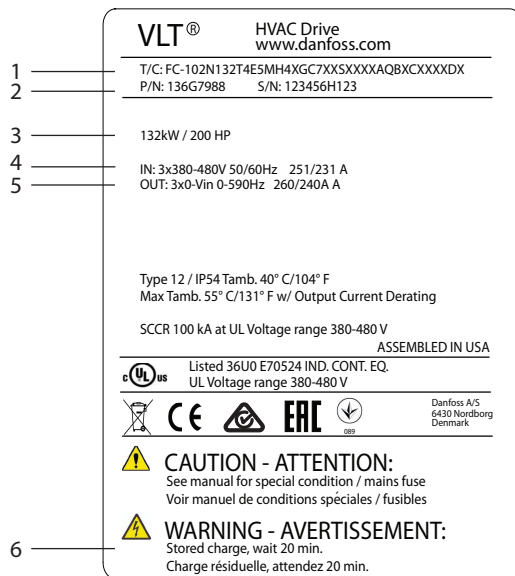 VLT® HVAC Drive
www.danfoss.com
1 T/C: FC-102N132T4E5MH4XGC7XXSXXXXAQBXCXXXXDX
2 P/N: 136G7988 S/N: 123456H123
3 132kW / 200 HP
4 IN: 3x380-480V 50/60Hz 251/231 A
5 OUT: 3x0-Vin 0-590Hz 260/240A A
Type 12 / IP54 Tamb. 40° C/104° F
Max Tamb. 55° C/131° F w/ Output Current Derating
SCCR 100 kA at UL Voltage range 380-480 V
ASSEMBLED IN USA
c UL us Listed 36U0 E70524 IND. CONT. EQ.
UL Voltage range 380-480 V
CE EAC 089
Danfoss A/S
6430 Nordborg
Denmark
CAUTION - ATTENTION:
See manual for special condition / mains fuse
Voir manuel de conditions spéciales / fusibles
WARNING - AVERTISSEMENT:
6 Stored charge, wait 20 min.
Charge résiduelle, attendez 20 min.